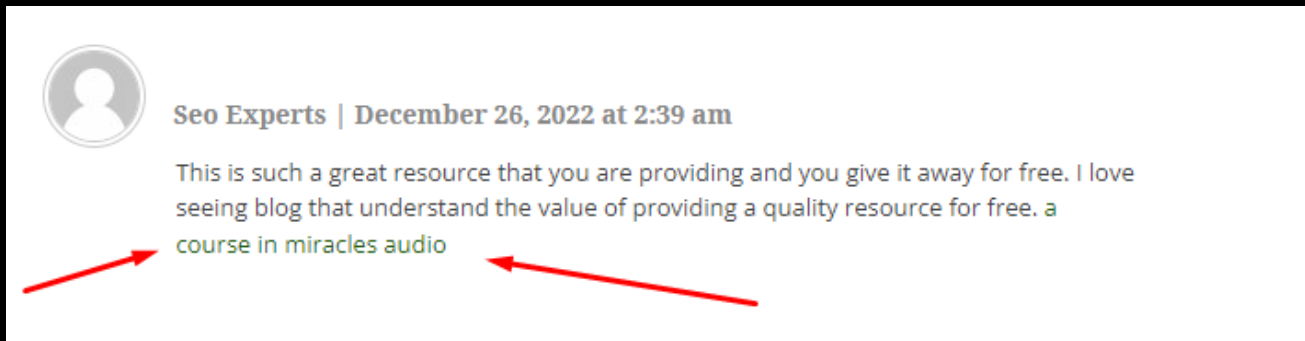 Seo Experts | December 26, 2022 at 2:39 am
This is such a great resource that you are providing and you give it away for free. I love
seeing blog that understand the value of providing a quality resource for free. a
course in miracles audio